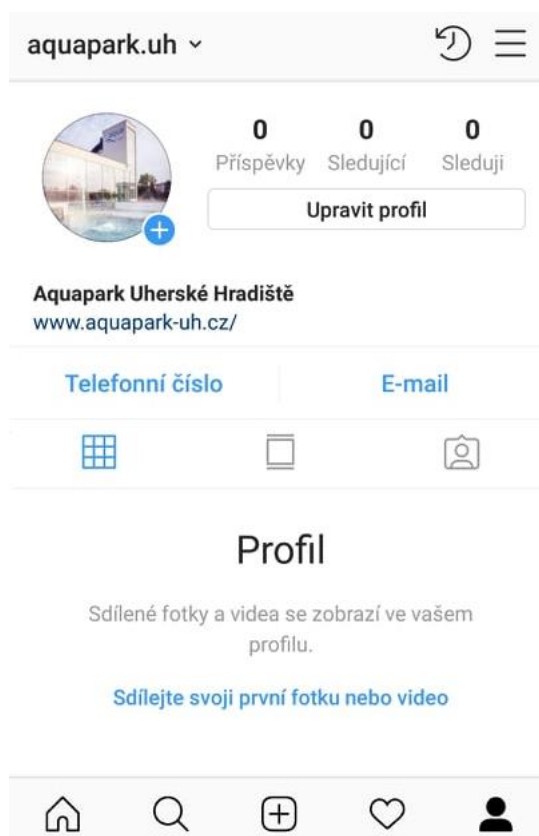 aquapark.uh
0 0 0
Příspěvky Sledující Sleduji
Upravit profil
Aquapark Uherské Hradiště
www.aquapark-uh.cz/
Telefonní číslo E-mail
Profil
Sdílené fotky a videa se zobrazí ve vašem
profilu.
Sdílejte svoji první fotku nebo video